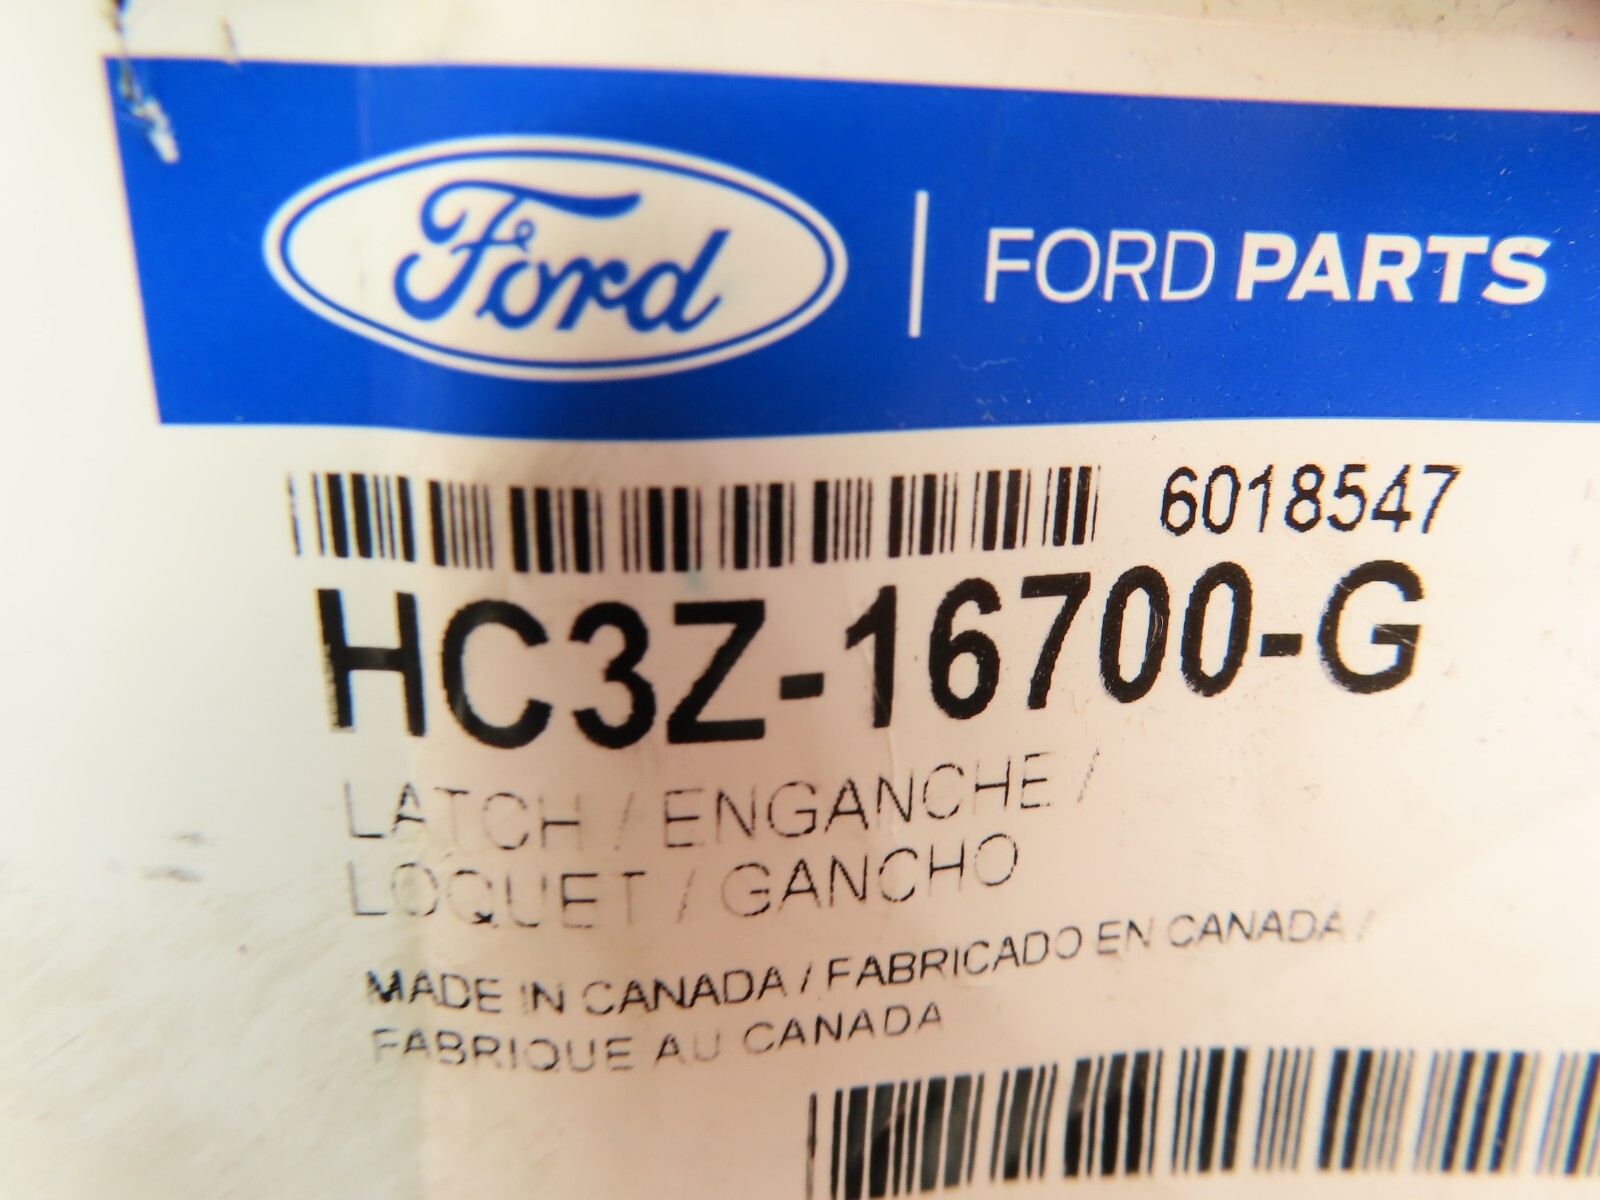 Ford | FORD PARTS
6018547
HC3Z-16700-G
LATCH / ENGANCHE /
LOQUET / GANCHO
MADE IN CANADA / FABRICADO EN CANADA /
FABRIQUE AU CANADA